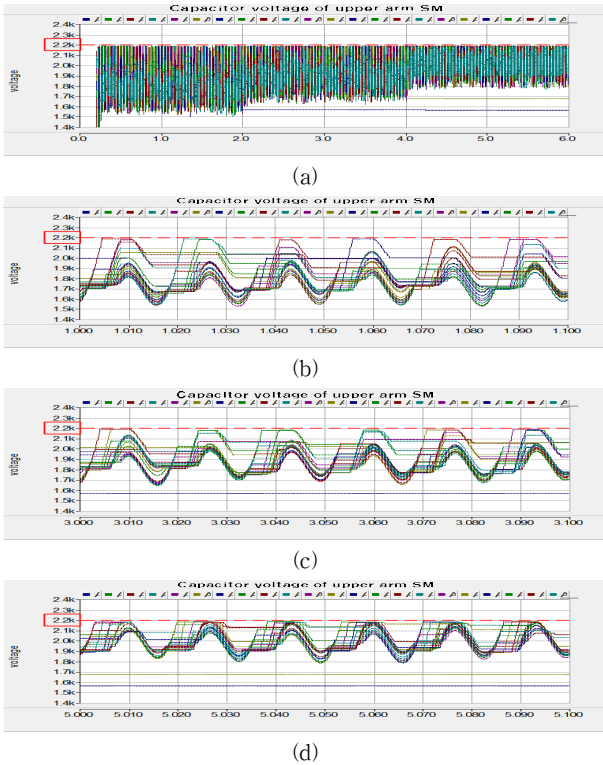 Capacitor voltage of upper arm SM
2.4k
2.3k
2.2k
2.1k
2.0k
1.9k
1.8k
1.7k
1.6k
1.5k
1.4k
voltage
0.0 1.0 2.0 3.0 4.0 5.0 6.0
(a)
Capacitor voltage of upper arm SM
2.4k
2.3k
2.2k
2.1k
2.0k
1.9k
1.8k
1.7k
1.6k
1.5k
1.4k
voltage
1.000 1.010 1.020 1.030 1.040 1.050 1.060 1.070 1.080 1.090 1.100
(b)
Capacitor voltage of upper arm SM
2.4k
2.3k
2.2k
2.1k
2.0k
1.9k
1.8k
1.7k
1.6k
1.5k
1.4k
voltage
3.000 3.010 3.020 3.030 3.040 3.050 3.060 3.070 3.080 3.090 3.100
(c)
Capacitor voltage of upper arm SM
2.4k
2.3k
2.2k
2.1k
2.0k
1.9k
1.8k
1.7k
1.6k
1.5k
1.4k
voltage
5.000 5.010 5.020 5.030 5.040 5.050 5.060 5.070 5.080 5.090 5.100
(d)